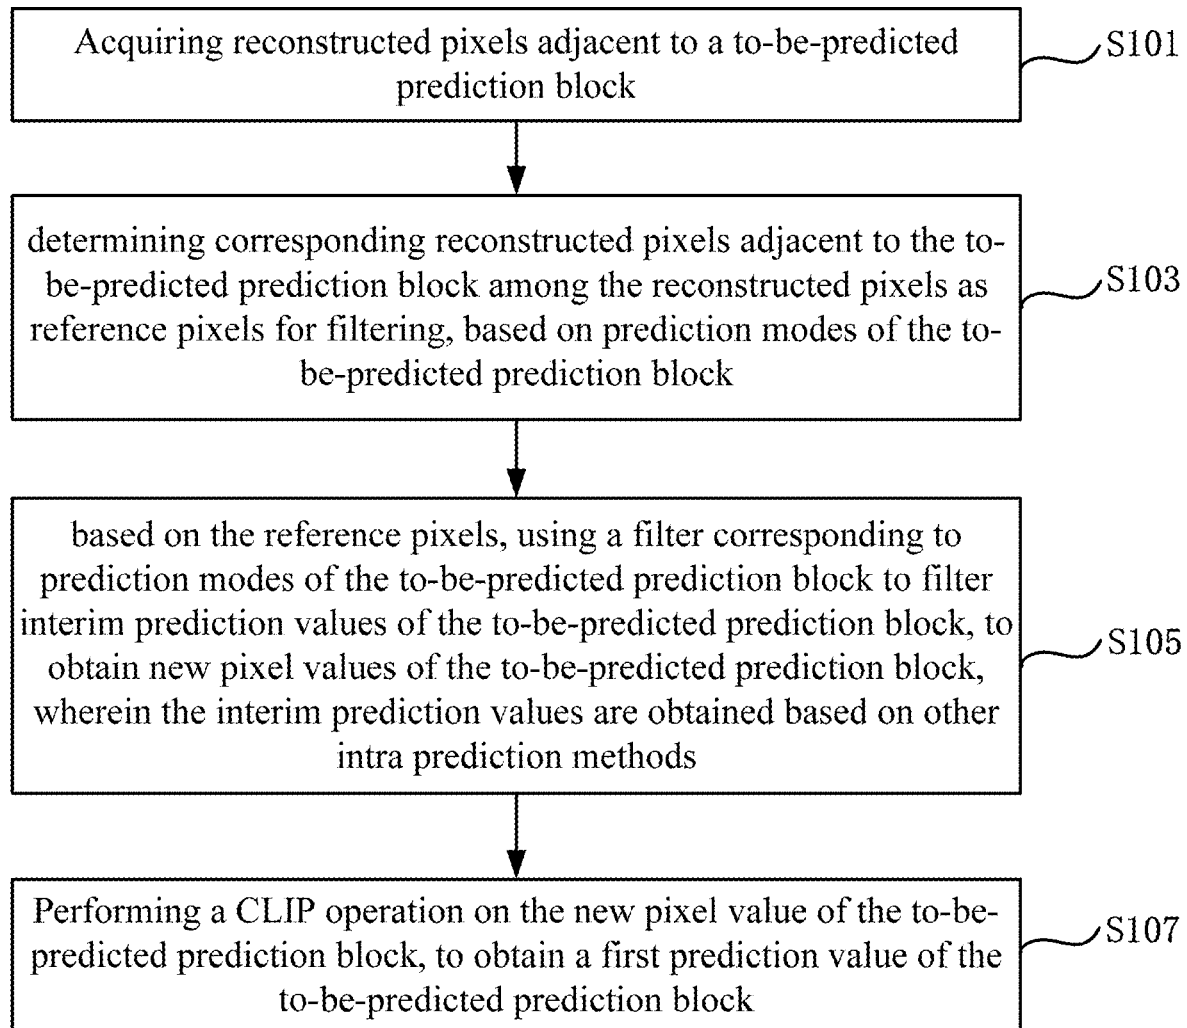 Acquiring reconstructed pixels adjacent to a to-be-predicted
prediction block
S101
determining corresponding reconstructed pixels adjacent to the to-
be-predicted prediction block among the reconstructed pixels as
reference pixels for filtering, based on prediction modes of the to-
be-predicted prediction block
S103
based on the reference pixels, using a filter corresponding to
prediction modes of the to-be-predicted prediction block to filter
interim prediction values of the to-be-predicted prediction block, to
obtain new pixel values of the to-be-predicted prediction block,
wherein the interim prediction values are obtained based on other
intra prediction methods
S105
Performing a CLIP operation on the new pixel value of the to-be-
predicted prediction block, to obtain a first prediction value of the
to-be-predicted prediction block
S107